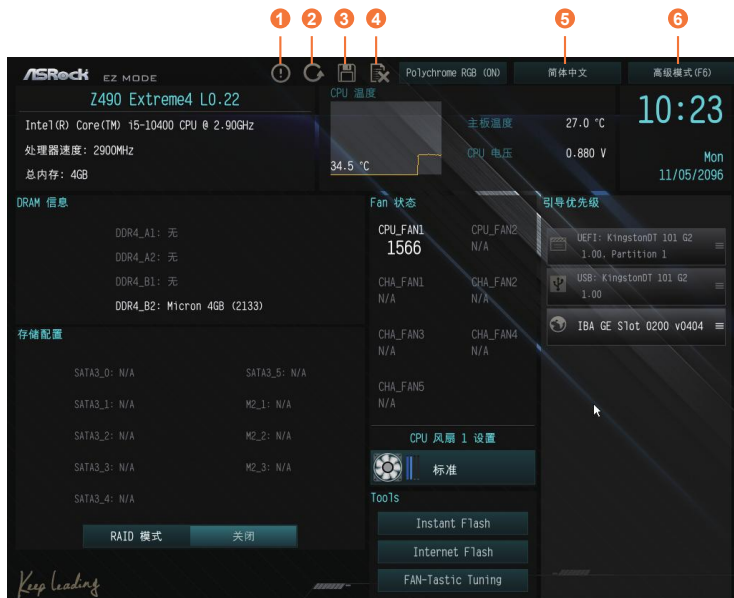 1 2 3 4 5 6
ASRock EZ MODE
Polychrome RGB (ON)
简体中文
高级模式(F6)
Z490 Extreme4 L0.22
Intel(R) Core(TM) i5-10400 CPU @ 2.90GHz
处理器速度: 2900MHz
总内存: 4GB
CPU 温度
34.5 °C
主板温度 27.0 °C
CPU 电压 0.880 V
10:23
Mon
11/05/2096
DRAM 信息
DDR4_A1: 无
DDR4_A2: 无
DDR4_B1: 无
DDR4_B2: Micron 4GB (2133)
存储配置
SATA3_0: N/A SATA3_5: N/A
SATA3_1: N/A M2_1: N/A
SATA3_2: N/A M2_2: N/A
SATA3_3: N/A M2_3: N/A
SATA3_4: N/A
RAID 模式 关闭
Fan 状态
CPU_FAN1 CPU_FAN2
1566 N/A
CHA_FAN1 CHA_FAN2
N/A N/A
CHA_FAN3 CHA_FAN4
N/A N/A
CHA_FAN5
N/A
CPU 风扇 1 设置
标准
Tools
Instant Flash
Internet Flash
FAN-Tastic Tuning
引导优先级
UEFI: KingstonDT 101 G2
1.00, Partition 1
USB: KingstonDT 101 G2
1.00
IBA GE Slot 0200 v0404
Keep Leading